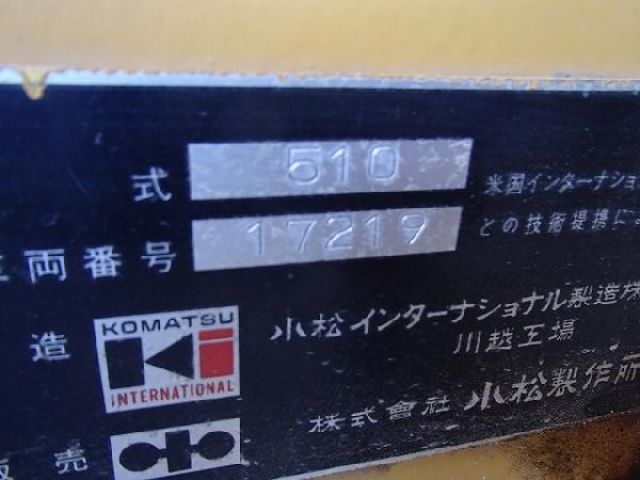 式 510 米国インターナショ
車両番号 17219 との技術提携に
造 KOMATSU INTERNATIONAL 小松インターナショナル製造株
川越工場
販売 株式會社 小松製作所